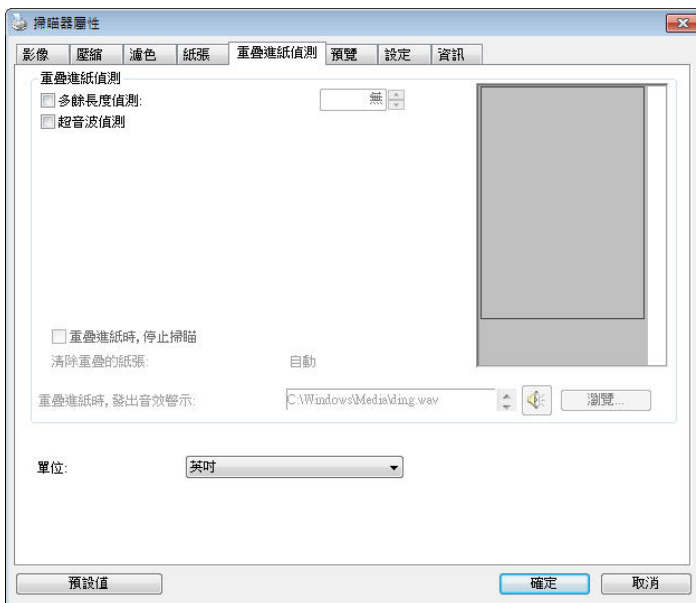 掃瞄器屬性
影像 壓縮 濾色 紙張 重疊進紙偵測 預覽 設定 資訊
重疊進紙偵測
多餘長度偵測: 無
超音波偵測
重疊進紙時, 停止掃瞄
清除重疊的紙張: 自動
重疊進紙時, 發出音效警示: C:\Windows\Media\ding.wav 瀏覽...
單位: 英吋
預設值 確定 取消